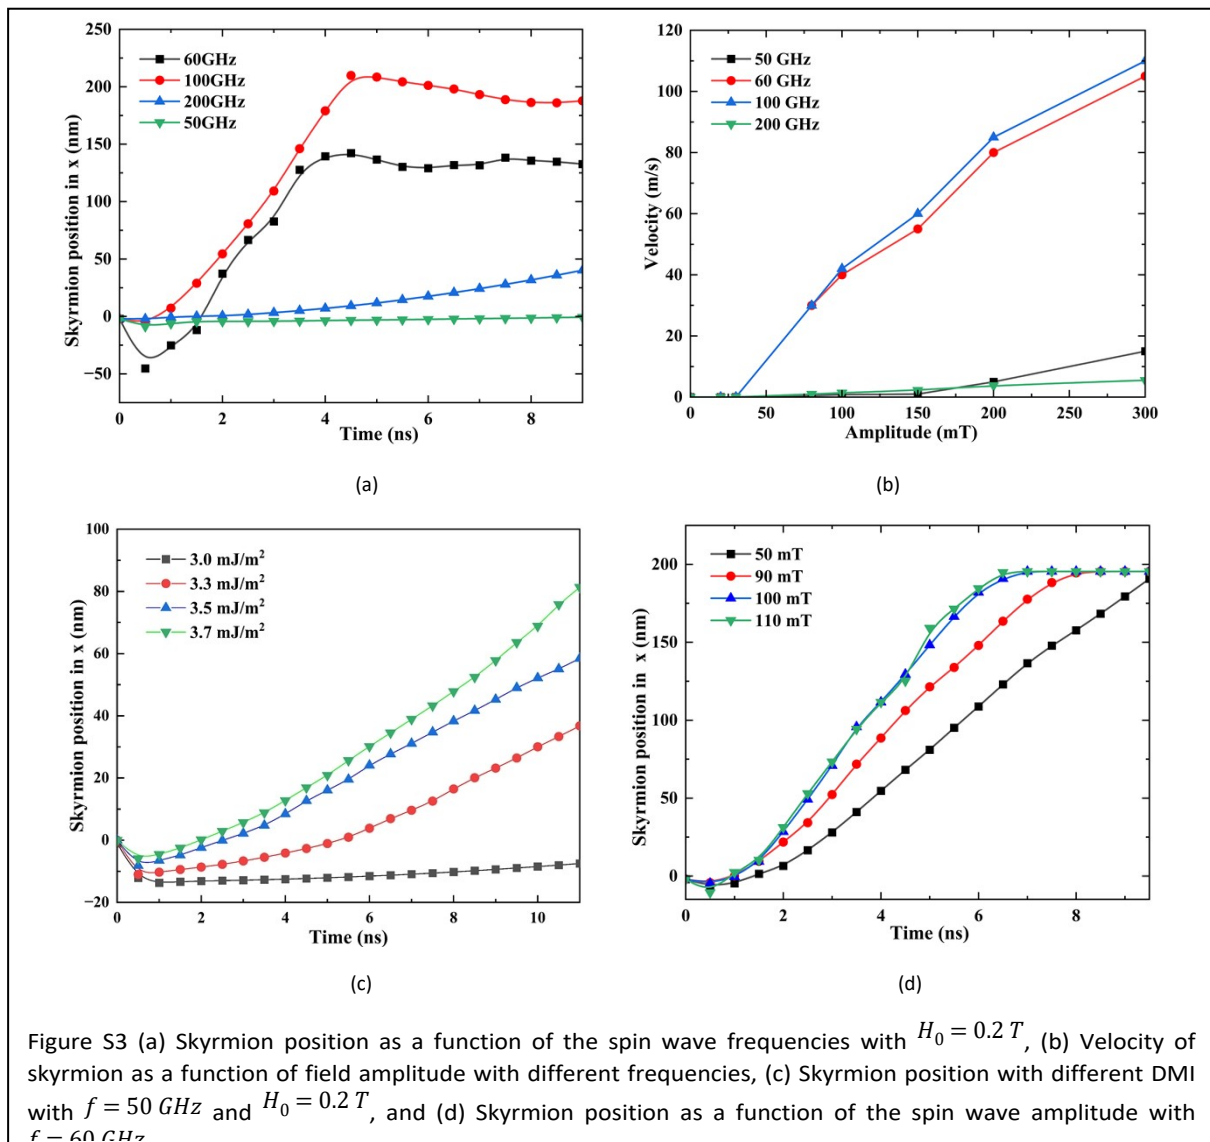 250
200
150
100
50
0
−50
Skyrmion position in x (nm)
60GHz
100GHz
200GHz
50GHz
0 2 4 6 8
Time (ns)
(a)
120
100
80
60
40
20
0
Velocity (m/s)
50 GHz
60 GHz
100 GHz
200 GHz
0 50 100 150 200 250 300
Amplitude (mT)
(b)
100
80
60
40
20
0
−20
Skyrmion position in x (nm)
3.0 mJ/m²
3.3 mJ/m²
3.5 mJ/m²
3.7 mJ/m²
0 2 4 6 8 10
Time (ns)
(c)
200
150
100
50
0
Skyrmion position in x (nm)
50 mT
90 mT
100 mT
110 mT
0 2 4 6 8
Time (ns)
(d)
Figure S3 (a) Skyrmion position as a function of the spin wave frequencies with H₀ = 0.2 T, (b) Velocity of
skyrmion as a function of field amplitude with different frequencies, (c) Skyrmion position with different DMI
with f = 50 GHz and H₀ = 0.2 T, and (d) Skyrmion position as a function of the spin wave amplitude with
f = 60 GHz